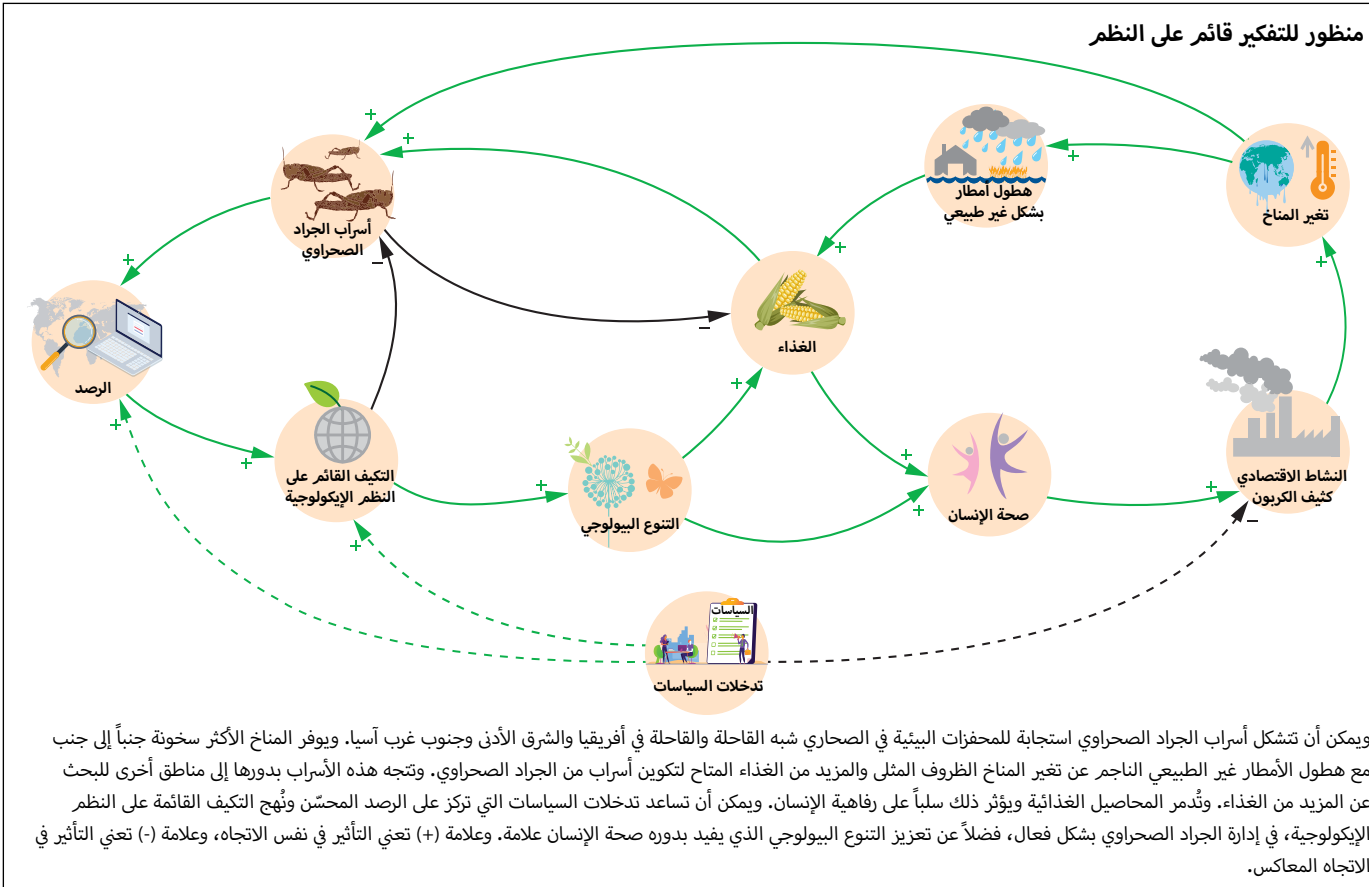 منظور للتفكير قائم على النظم
هطول أمطار
بشكل غير طبيعي
تغير المناخ
أسراب الجراد
الصحراوي
الغذاء
الرصد
التكيف القائم على
النظم الإيكولوجية
التنوع البيولوجي
صحة الإنسان
النشاط الاقتصادي
كثيف الكربون
السياسات
تدخلات السياسات
ويمكن أن تتشكل أسراب الجراد الصحراوي استجابة للمحفزات البيئية في الصحاري شبه القاحلة والقاحلة في أفريقيا والشرق الأدنى وجنوب غرب آسيا. ويوفر المناخ الأكثر سخونة جنباً إلى جنب
مع هطول الأمطار غير الطبيعي الناجم عن تغير المناخ الظروف المثلى والمزيد من الغذاء المتاح لتكوين أسراب من الجراد الصحراوي. وتتجه هذه الأسراب بدورها إلى مناطق أخرى للبحث
عن المزيد من الغذاء. وتُدمر المحاصيل الغذائية ويؤثر ذلك سلباً على رفاهية الإنسان. ويمكن أن تساعد تدخلات السياسات التي تركز على الرصد المحسّن ونُهج التكيف القائمة على النظم
الإيكولوجية، في إدارة الجراد الصحراوي بشكل فعال، فضلاً عن تعزيز التنوع البيولوجي الذي يفيد بدوره صحة الإنسان علامة. وعلامة (+) تعني التأثير في نفس الاتجاه، وعلامة (-) تعني التأثير في
الاتجاه المعاكس.